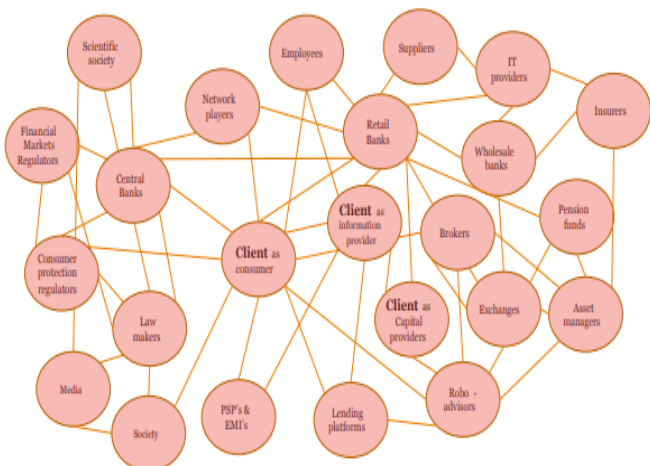 Scientific
society
Employees
Suppliers
IT
providers
Insurers
Network
players
Retail
Banks
Financial
Markets
Regulators
Central
Banks
Wholesale
banks
Client as
information
provider
Pension
funds
Brokers
Client as
consumer
Consumer
protection
regulators
Client as
Capital
providers
Exchanges
Asset
managers
Law
makers
Media
Society
PSP's &
EMI's
Lending
platforms
Robo -
advisors